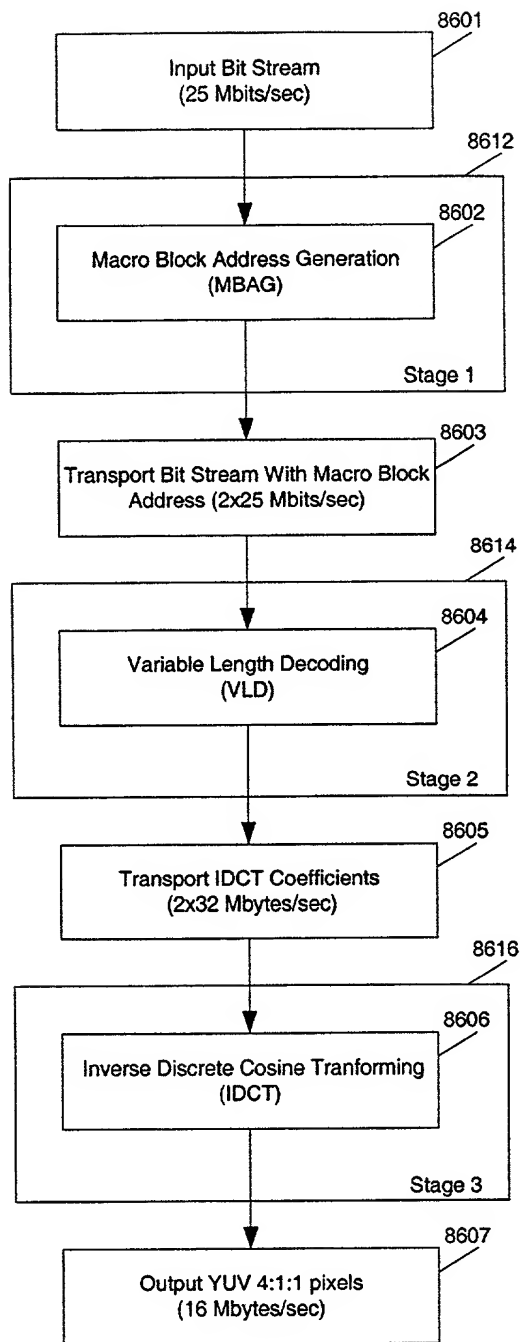 8601
Input Bit Stream
(25 Mbits/sec)
8612
8602
Macro Block Address Generation
(MBAG)
Stage 1
8603
Transport Bit Stream With Macro Block
Address (2x25 Mbits/sec)
8614
8604
Variable Length Decoding
(VLD)
Stage 2
8605
Transport IDCT Coefficients
(2x32 Mbytes/sec)
8616
8606
Inverse Discrete Cosine Tranforming
(IDCT)
Stage 3
8607
Output YUV 4:1:1 pixels
(16 Mbytes/sec)